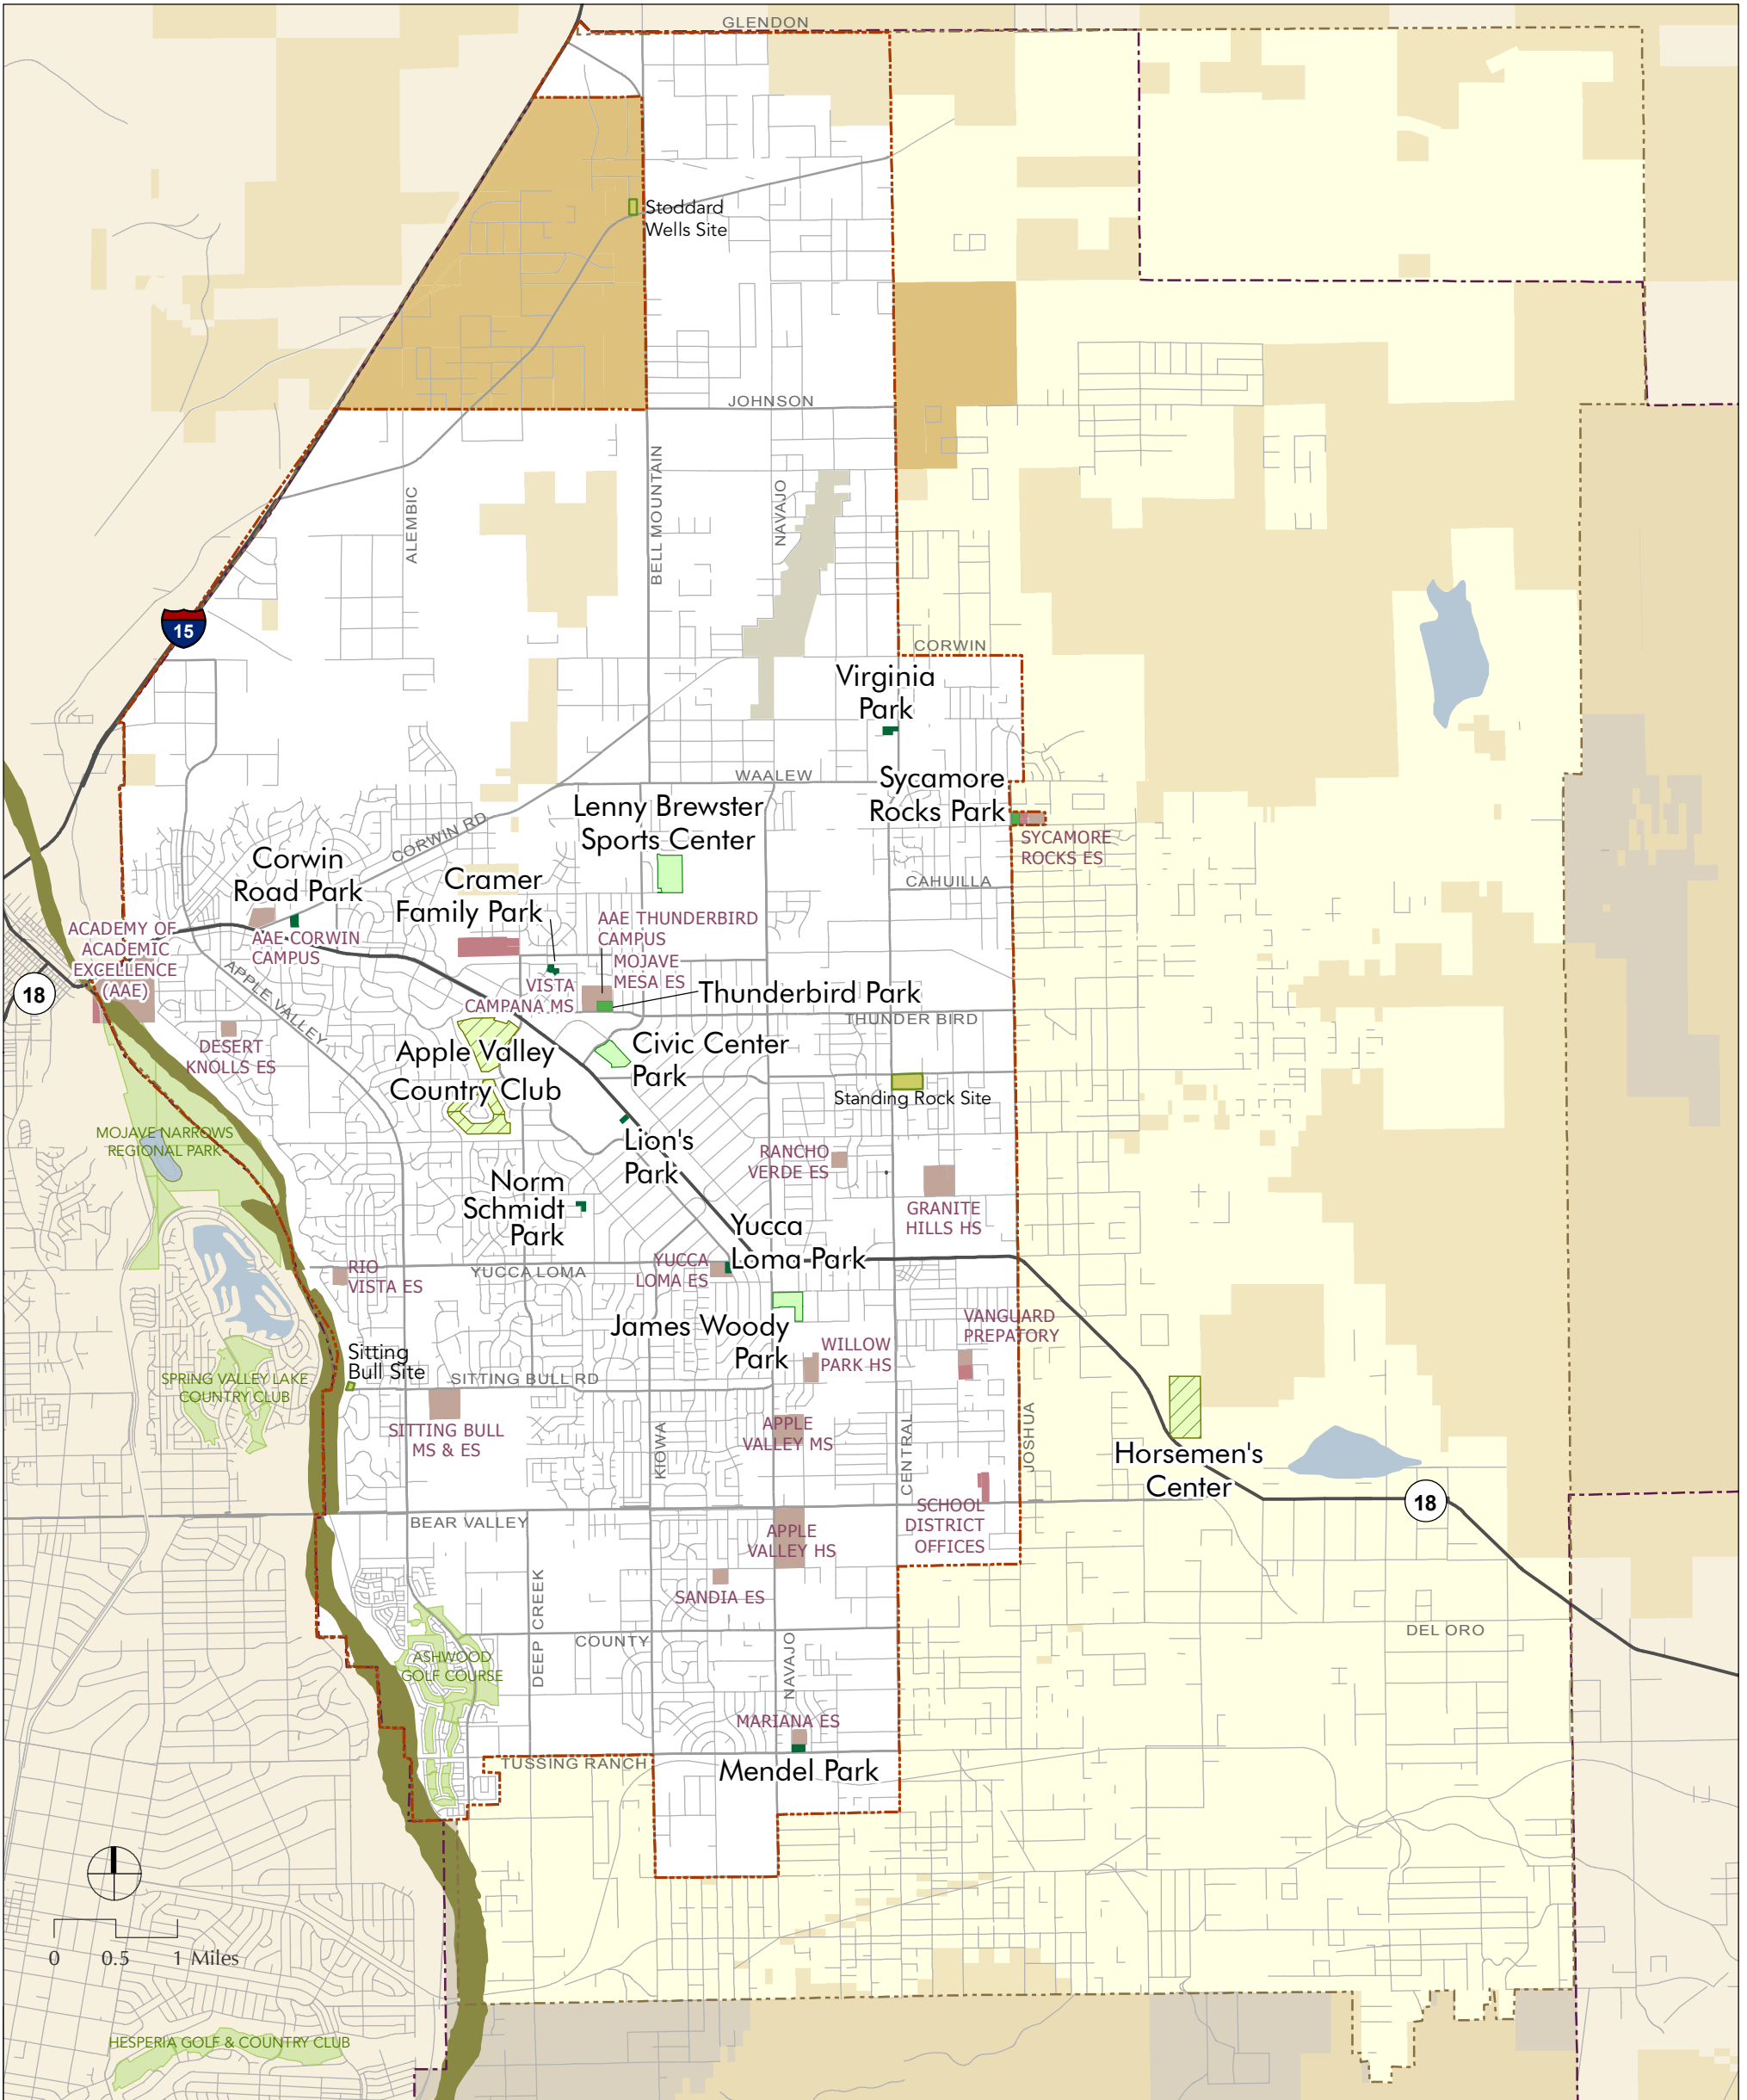 GLENDON
Stoddard
Wells Site
JOHNSON
BELL MOUNTAIN
ALEMBIC
NAVAJO
15
CORWIN
Virginia
Park
WAALEW
Sycamore
Rocks Park
Lenny Brewster
Sports Center
CORWIN RD
SYCAMORE
ROCKS ES
Corwin
Road Park
Cramer
Family Park
CAHUILLA
AAE THUNDERBIRD
CAMPUS
ACADEMY OF
ACADEMIC
EXCELLENCE
(AAE)
AAE CORWIN
CAMPUS
MOJAVE
MESA ES
VISTA
CAMPANA MS
18
APPLE VALLEY
Thunderbird Park
THUNDER BIRD
DESERT
KNOLLS ES
Apple Valley
Country Club
Civic Center
Park
Standing Rock Site
MOJAVE NARROWS
REGIONAL PARK
Lion's
Park
RANCHO
VERDE ES
Norm
Schmidt
Park
GRANITE
HILLS HS
Yucca
Loma Park
YUCCA
LOMA ES
RIO
VISTA ES
YUCCA LOMA
James Woody
Park
VANGUARD
PREPATORY
WILLOW
PARK HS
Sitting
Bull Site
SITTING BULL RD
SPRING VALLEY LAKE
COUNTRY CLUB
SITTING BULL
MS & ES
KIOWA
APPLE
VALLEY MS
CENTRAL
JOSHUA
Horsemen's
Center
18
SCHOOL
DISTRICT
OFFICES
BEAR VALLEY
APPLE
VALLEY HS
SANDIA ES
DEEP CREEK
COUNTY
DEL ORO
NAVAJO
ASHWOOD
GOLF COURSE
MARIANA ES
TUSSING RANCH
Mendel Park
0 0.5 1 Miles
HESPERIA GOLF & COUNTRY CLUB